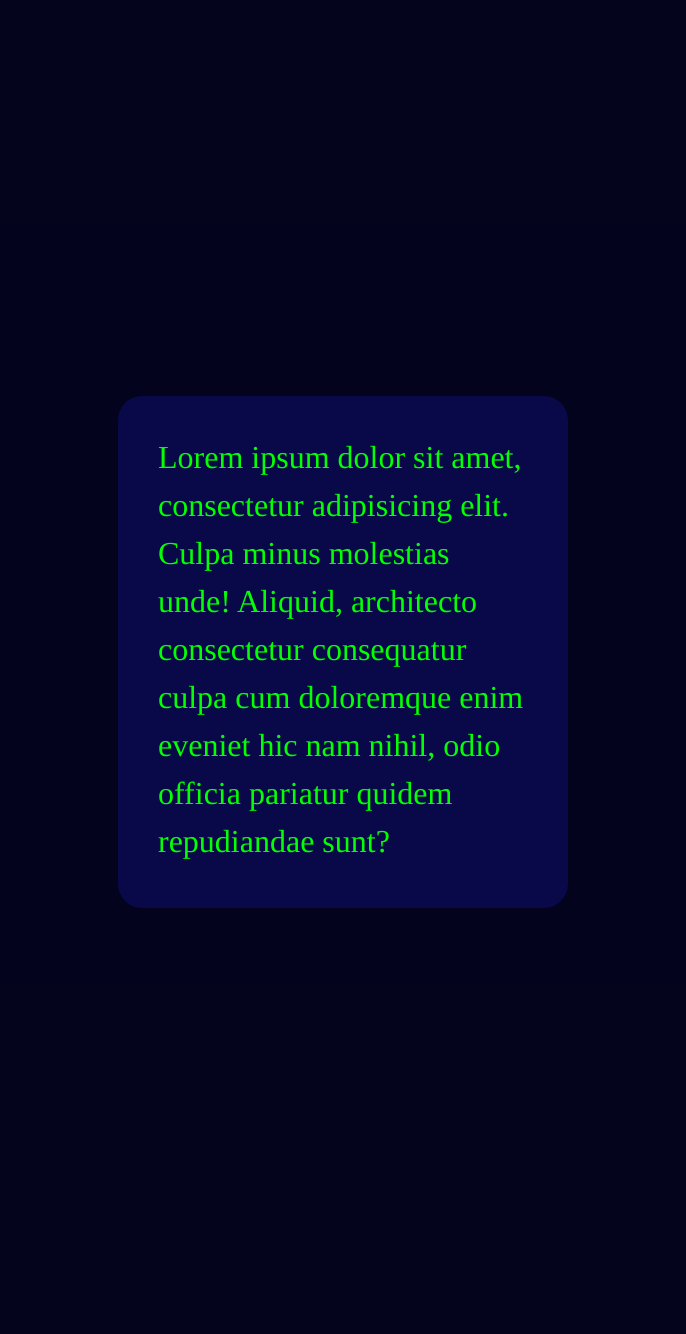 Lorem ipsum dolor sit amet,
consectetur adipisicing elit.
Culpa minus molestias
unde! Aliquid, architecto
consectetur consequatur
culpa cum doloremque enim
eveniet hic nam nihil, odio
officia pariatur quidem
repudiandae sunt?